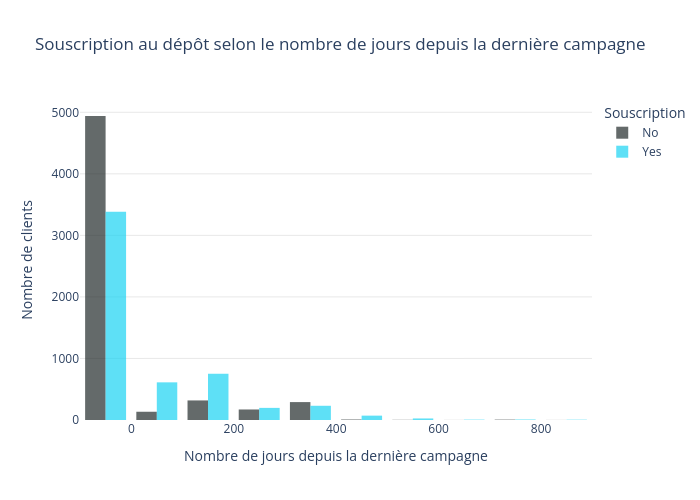 Souscription au dépôt selon le nombre de jours depuis la dernière campagne
Souscription
No
Yes
Nombre de clients
5000
4000
3000
2000
1000
0
0
200
400
600
800
Nombre de jours depuis la dernière campagne